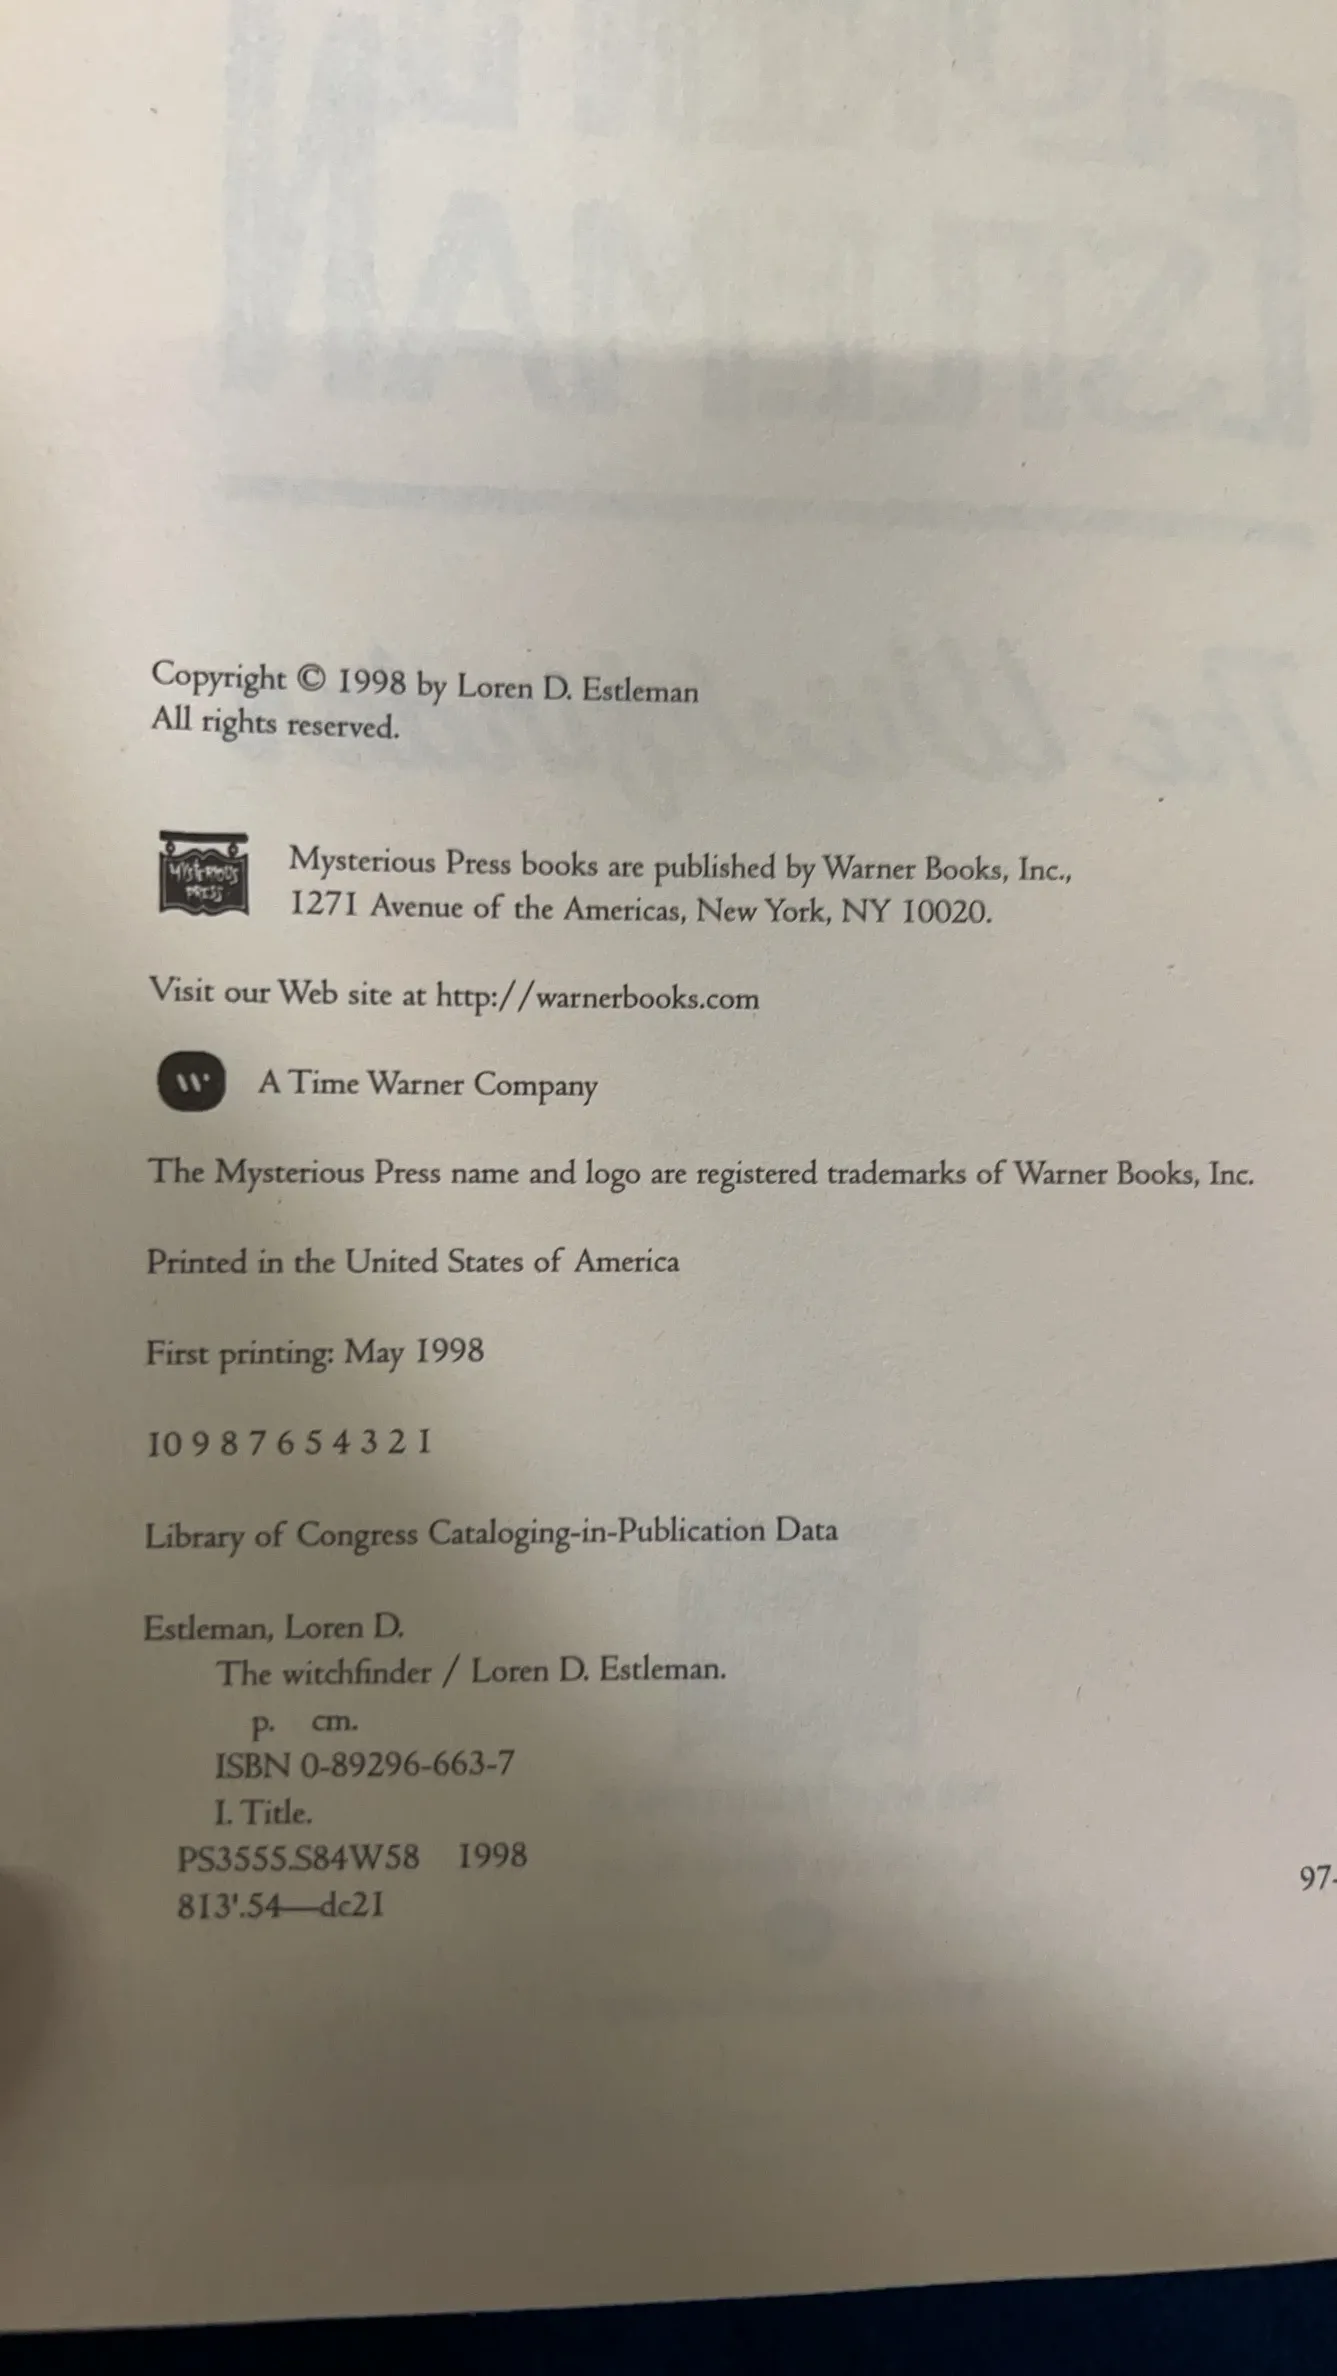 Copyright © 1998 by Loren D. Estleman
All rights reserved.
MYSTERIOUS
PRESS
Mysterious Press books are published by Warner Books, Inc.,
1271 Avenue of the Americas, New York, NY 10020.
Visit our Web site at http://warnerbooks.com
A Time Warner Company
The Mysterious Press name and logo are registered trademarks of Warner Books, Inc.
Printed in the United States of America
First printing: May 1998
10 9 8 7 6 5 4 3 2 1
Library of Congress Cataloging-in-Publication Data
Estleman, Loren D.
The witchfinder / Loren D. Estleman.
p. cm.
ISBN 0-89296-663-7
I. Title.
PS3555.S84W58 1998
97-
813'.54—dc21